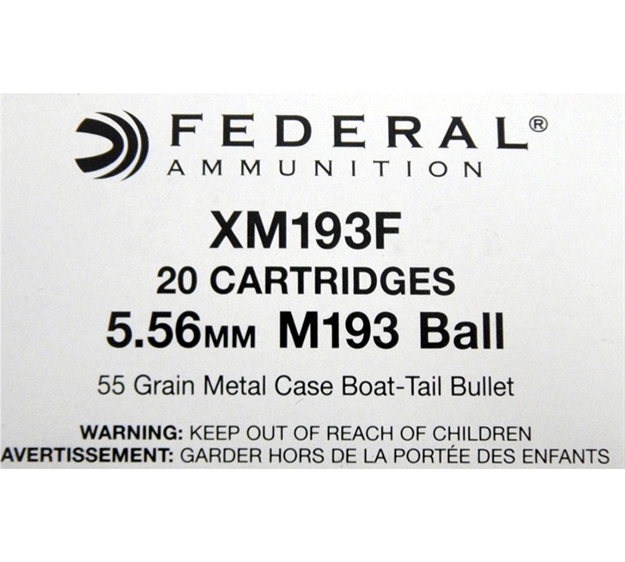 FEDERAL®
AMMUNITION
XM193F
20 CARTRIDGES
5.56MM M193 Ball
55 Grain Metal Case Boat-Tail Bullet
WARNING: KEEP OUT OF REACH OF CHILDREN
AVERTISSEMENT: GARDER HORS DE LA PORTÉE DES ENFANTS